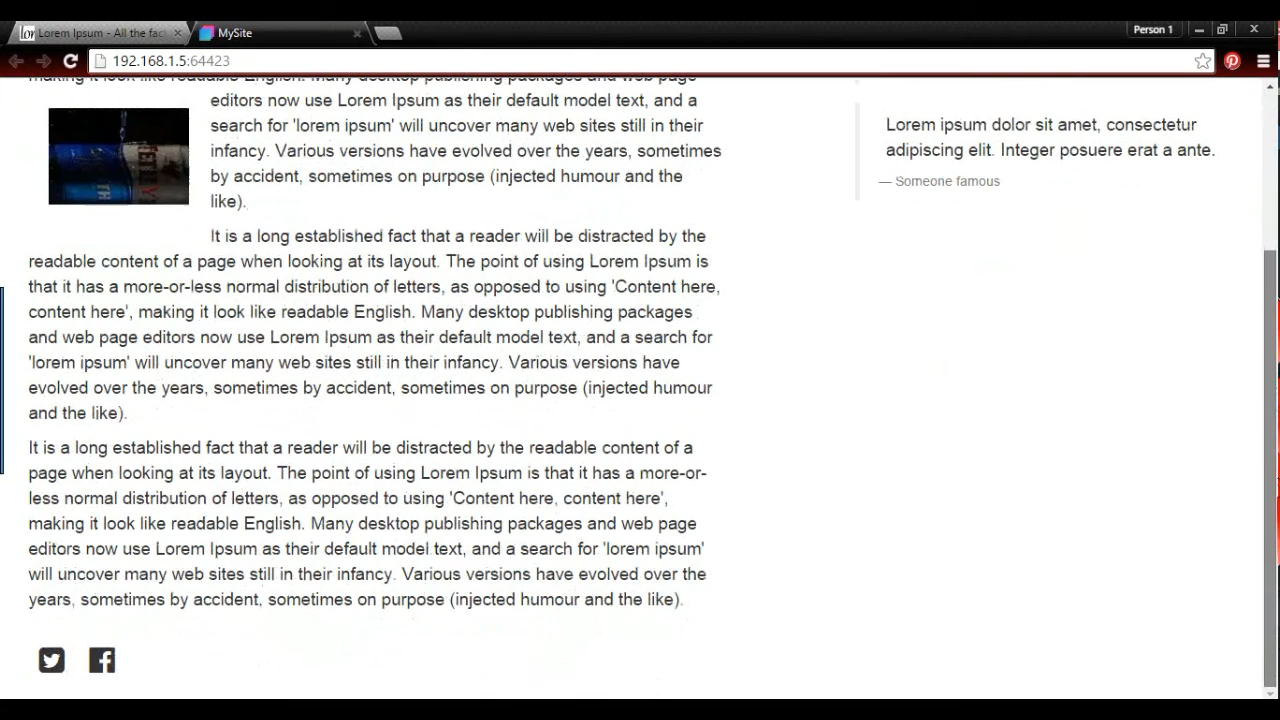 Lorem Ipsum - All the fac
MySite
Person 1
192.168.1.5:64423
making it look like readable English. Many desktop publishing packages and web page
editors now use Lorem Ipsum as their default model text, and a
search for 'lorem ipsum' will uncover many web sites still in their
infancy. Various versions have evolved over the years, sometimes
by accident, sometimes on purpose (injected humour and the
like).
It is a long established fact that a reader will be distracted by the
readable content of a page when looking at its layout. The point of using Lorem Ipsum is
that it has a more-or-less normal distribution of letters, as opposed to using 'Content here,
content here', making it look like readable English. Many desktop publishing packages
and web page editors now use Lorem Ipsum as their default model text, and a search for
'lorem ipsum' will uncover many web sites still in their infancy. Various versions have
evolved over the years, sometimes by accident, sometimes on purpose (injected humour
and the like).
It is a long established fact that a reader will be distracted by the readable content of a
page when looking at its layout. The point of using Lorem Ipsum is that it has a more-or-
less normal distribution of letters, as opposed to using 'Content here, content here',
making it look like readable English. Many desktop publishing packages and web page
editors now use Lorem Ipsum as their default model text, and a search for 'lorem ipsum'
will uncover many web sites still in their infancy. Various versions have evolved over the
years, sometimes by accident, sometimes on purpose (injected humour and the like).
Lorem ipsum dolor sit amet, consectetur
adipiscing elit. Integer posuere erat a ante.
— Someone famous